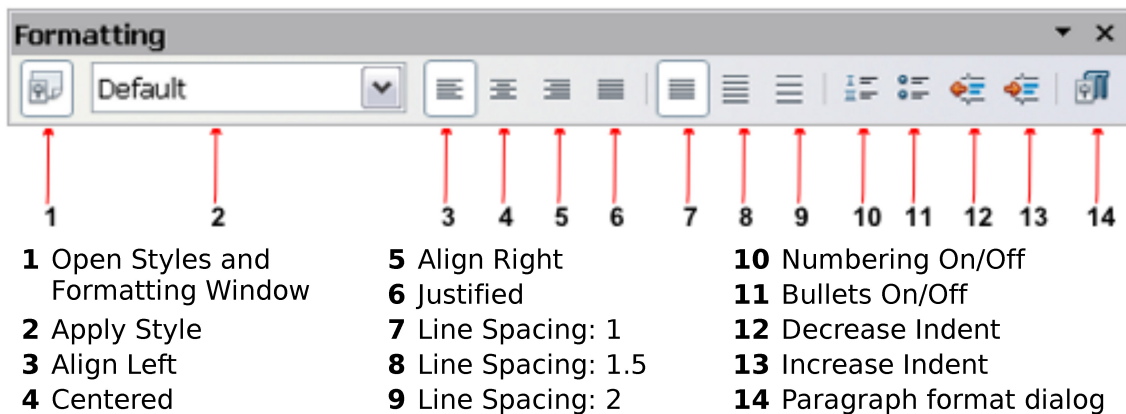 Formatting
Default
1 2 3 4 5 6 7 8 9 10 11 12 13 14
1 Open Styles and
Formatting Window
2 Apply Style
3 Align Left
4 Centered
5 Align Right
6 Justified
7 Line Spacing: 1
8 Line Spacing: 1.5
9 Line Spacing: 2
10 Numbering On/Off
11 Bullets On/Off
12 Decrease Indent
13 Increase Indent
14 Paragraph format dialog